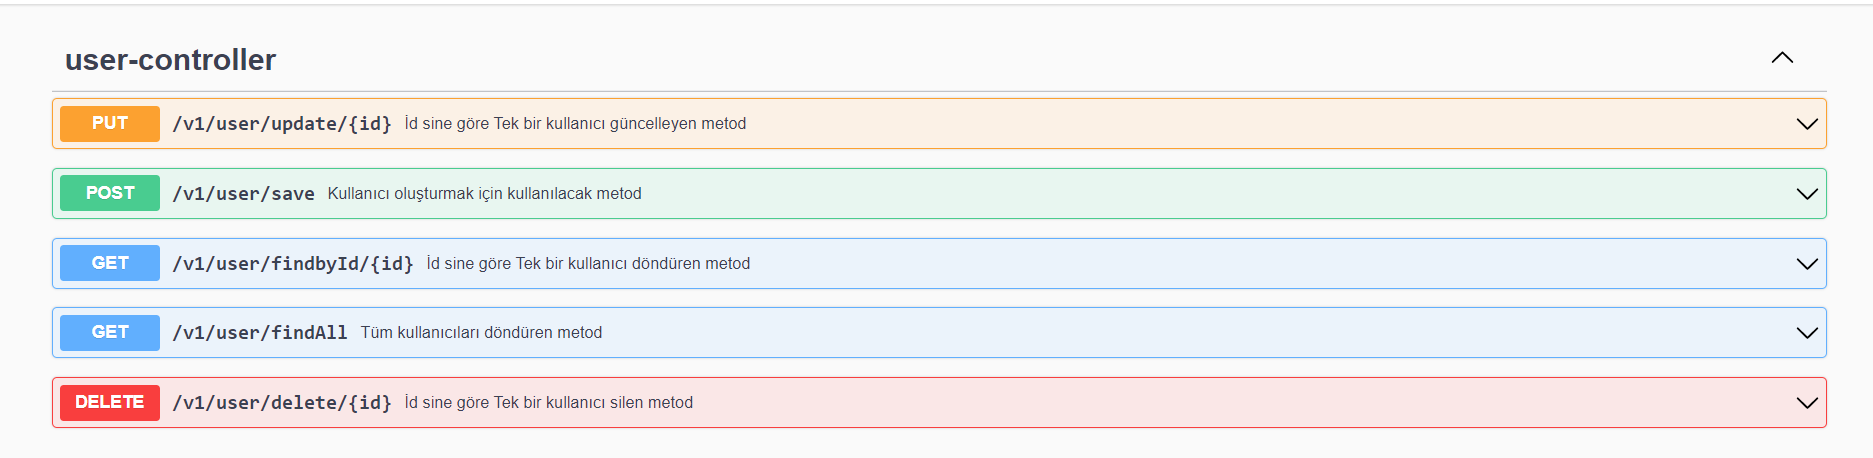 user-controller
PUT /v1/user/update/{id} İd sine göre Tek bir kullanıcı güncelleyen metod
POST /v1/user/save Kullanıcı oluşturmak için kullanılacak metod
GET /v1/user/findbyId/{id} İd sine göre Tek bir kullanıcı döndüren metod
GET /v1/user/findAll Tüm kullanıcıları döndüren metod
DELETE /v1/user/delete/{id} İd sine göre Tek bir kullanıcı silen metod